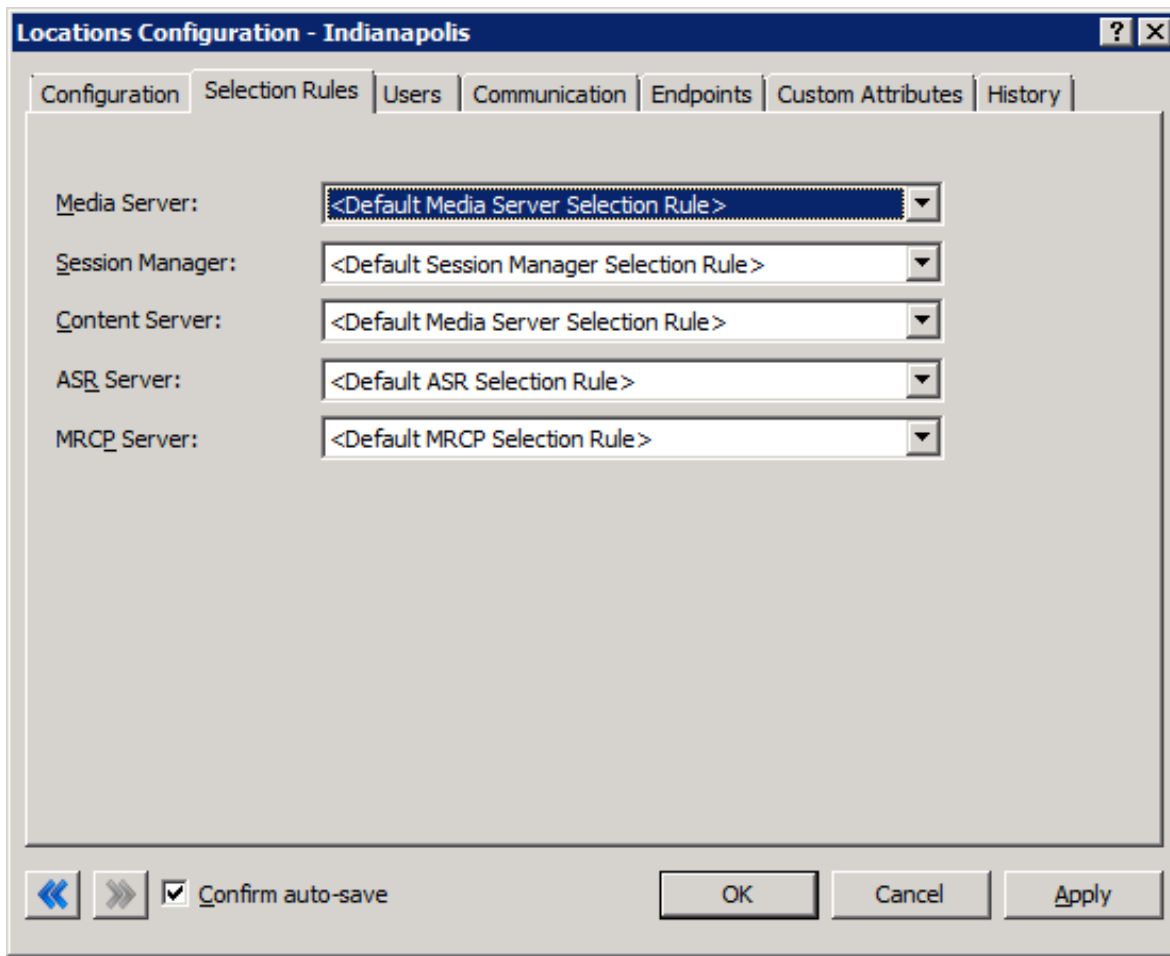 Locations Configuration - Indianapolis
Configuration Selection Rules Users Communication Endpoints Custom Attributes History
Media Server: <Default Media Server Selection Rule>
Session Manager: <Default Session Manager Selection Rule>
Content Server: <Default Media Server Selection Rule>
ASR Server: <Default ASR Selection Rule>
MRCP Server: <Default MRCP Selection Rule>
Confirm auto-save OK Cancel Apply